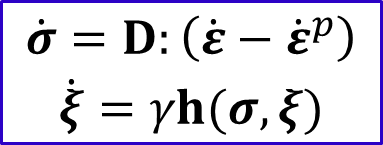 𝝈̇ = 𝐃: (𝜺̇ − 𝜺̇ᵖ)
𝝃̇ = 𝛾𝐡(𝝈, 𝝃)